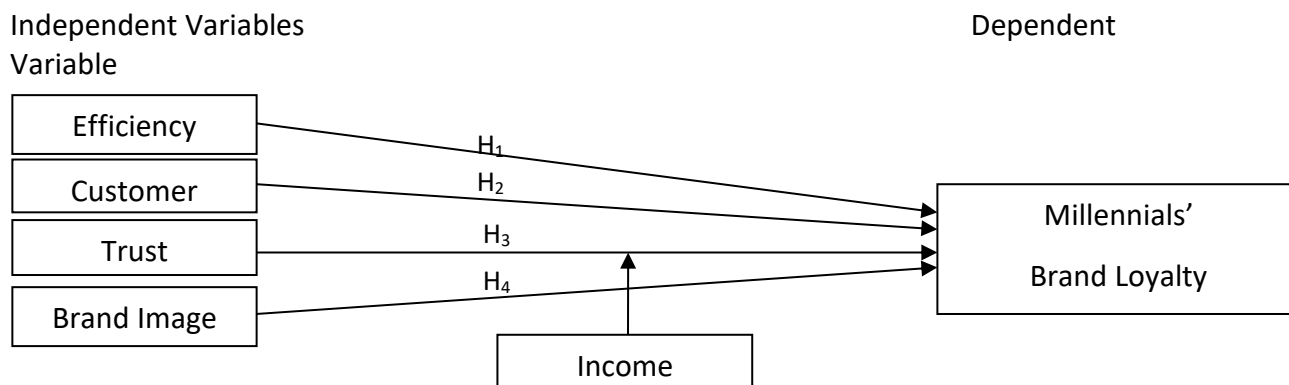 Independent Variables Dependent
Variable
Efficiency
H₁
Customer
H₂
Millennials’
Trust
H₃
Brand Loyalty
H₄
Brand Image
Income